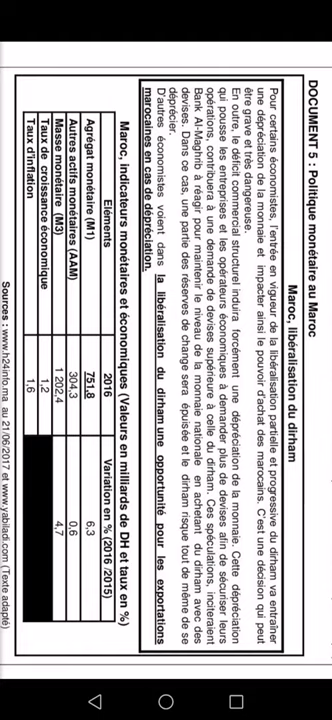 DOCUMENT 5 : Politique monétaire au Maroc
Maroc, libéralisation du dirham
Pour certains économistes, l'entrée en vigueur de la libéralisation partielle et progressive du dirham va entraîner
une dépréciation de la monnaie et impacter ainsi le pouvoir d'achat des marocains. C'est une décision qui peut
être grave et très dangereuse.
En outre, le déficit commercial structurel induira forcément une dépréciation de la monnaie. Cette dépréciation
qui pousse les entreprises et les opérateurs économiques à demander plus de devises afin de sécuriser leurs
opérations, contribuera à une demande de devises supérieure à celle du dirham. Ces spéculations, inciteraient
Bank Al-Maghrib à réagir pour maintenir le niveau de la monnaie nationale en achetant du dirham avec des
devises. Dans ce cas, une partie des réserves de change sera épuisée et le dirham risque tout de même de se
déprécier.
D'autres économistes voient dans la libéralisation du dirham une opportunité pour les exportations
marocaines en cas de dépréciation.
Maroc, indicateurs monétaires et économiques (Valeurs en milliards de DH et taux en %)
Eléments 2016 Variation en % (2016 /2015)
Agrégat monétaire (M1) 751,8 6,3
Autres actifs monétaires (AAM) 304,3 0,6
Masse monétaire (M3) 1 202,4 4,7
Taux de croissance économique 1,2
Taux d'inflation 1,6
Sources : www.h24info.ma au 21/06/2017 et www.yabiladi.com (Texte adapté)